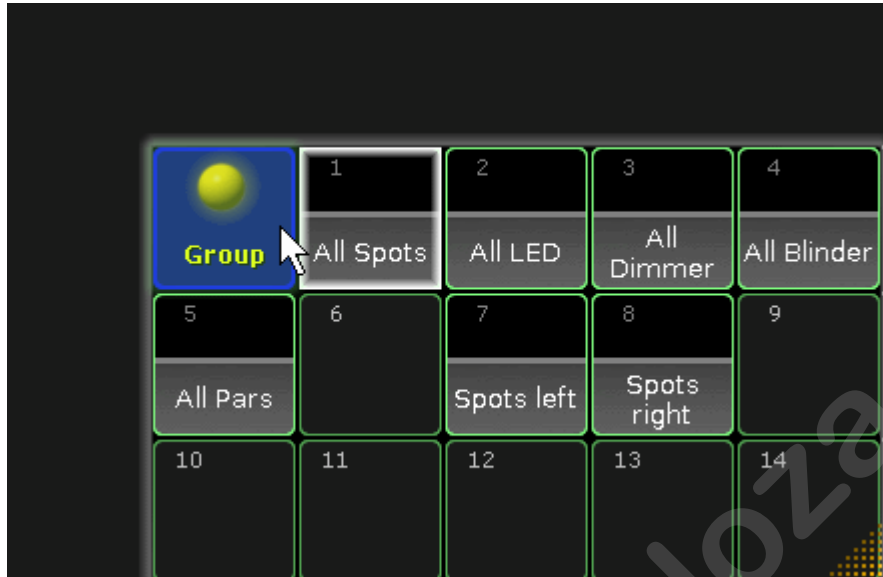 Group
1
All Spots
2
All LED
3
All
Dimmer
4
All Blinder
5
All Pars
6
7
Spots left
8
Spots
right
9
10
11
12
13
14